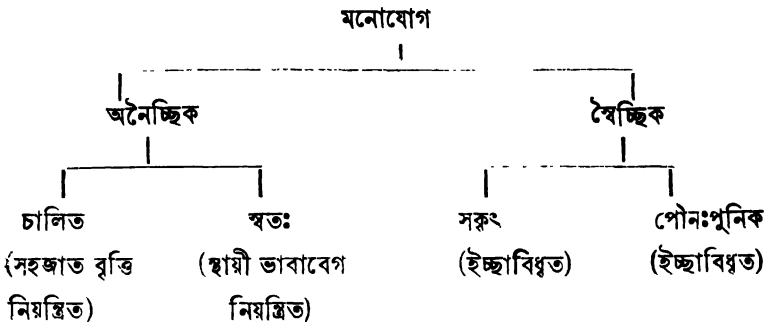 মনোযোগ
অনৈচ্ছিক স্বৈচ্ছিক
চালিত স্বতঃ সকৃৎ পৌনঃপুনিক
(সহজাত বৃত্তি (স্থায়ী ভাবাবেগ (ইচ্ছাবিধৃত) (ইচ্ছাবিধৃত)
নিয়ন্ত্রিত) নিয়ন্ত্রিত)